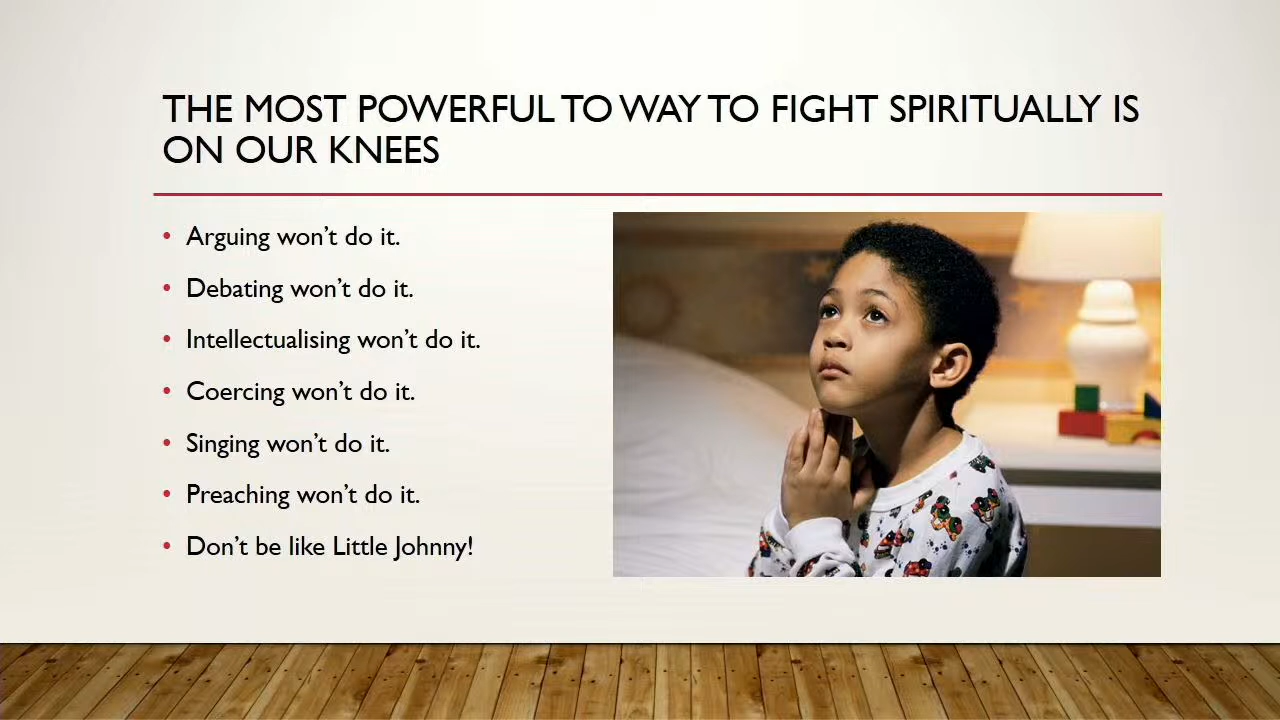 THE MOST POWERFUL TO WAY TO FIGHT SPIRITUALLY IS
ON OUR KNEES
• Arguing won’t do it.
• Debating won’t do it.
• Intellectualising won’t do it.
• Coercing won’t do it.
• Singing won’t do it.
• Preaching won’t do it.
• Don’t be like Little Johnny!